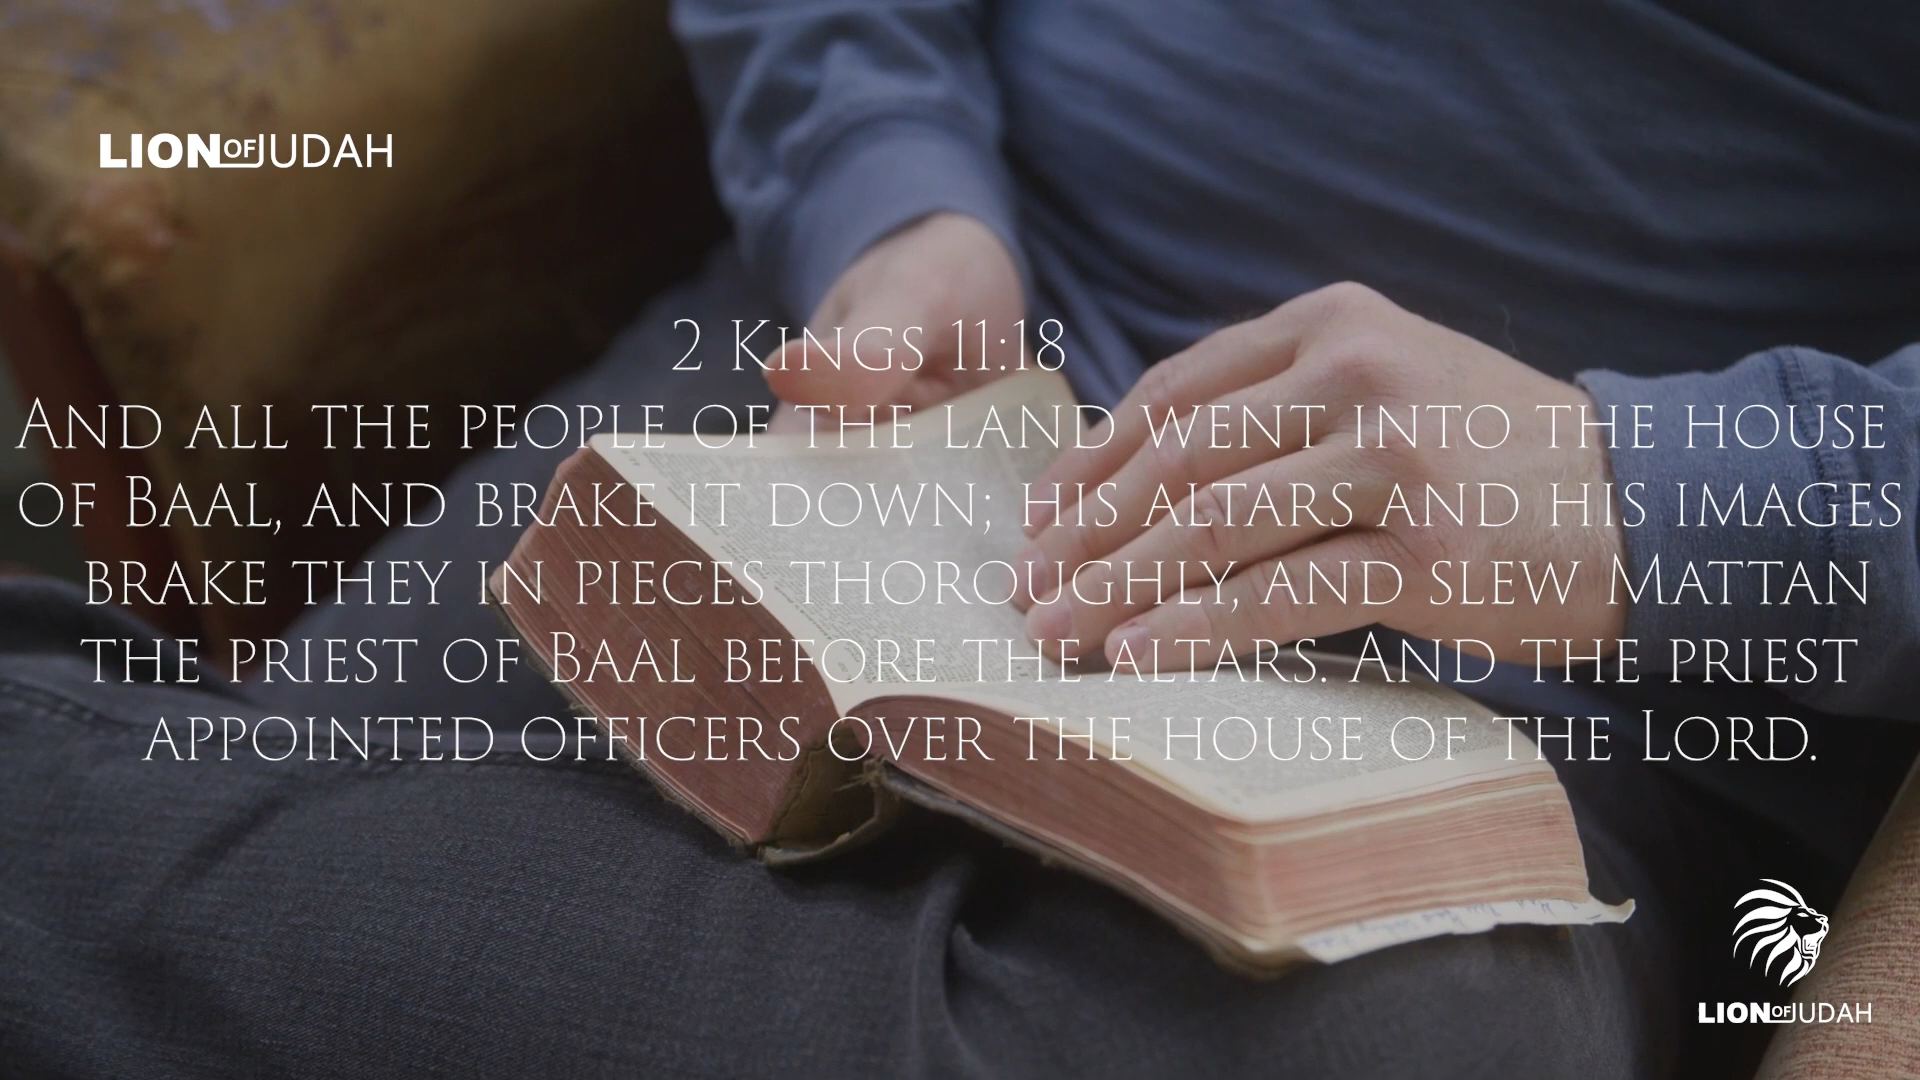 LION OF JUDAH
2 Kings 11:18
And all the people of the land went into the house
of Baal, and brake it down; his altars and his images
brake they in pieces thoroughly, and slew Mattan
the priest of Baal before the altars. And the priest
appointed officers over the house of the Lord.
LION OF JUDAH